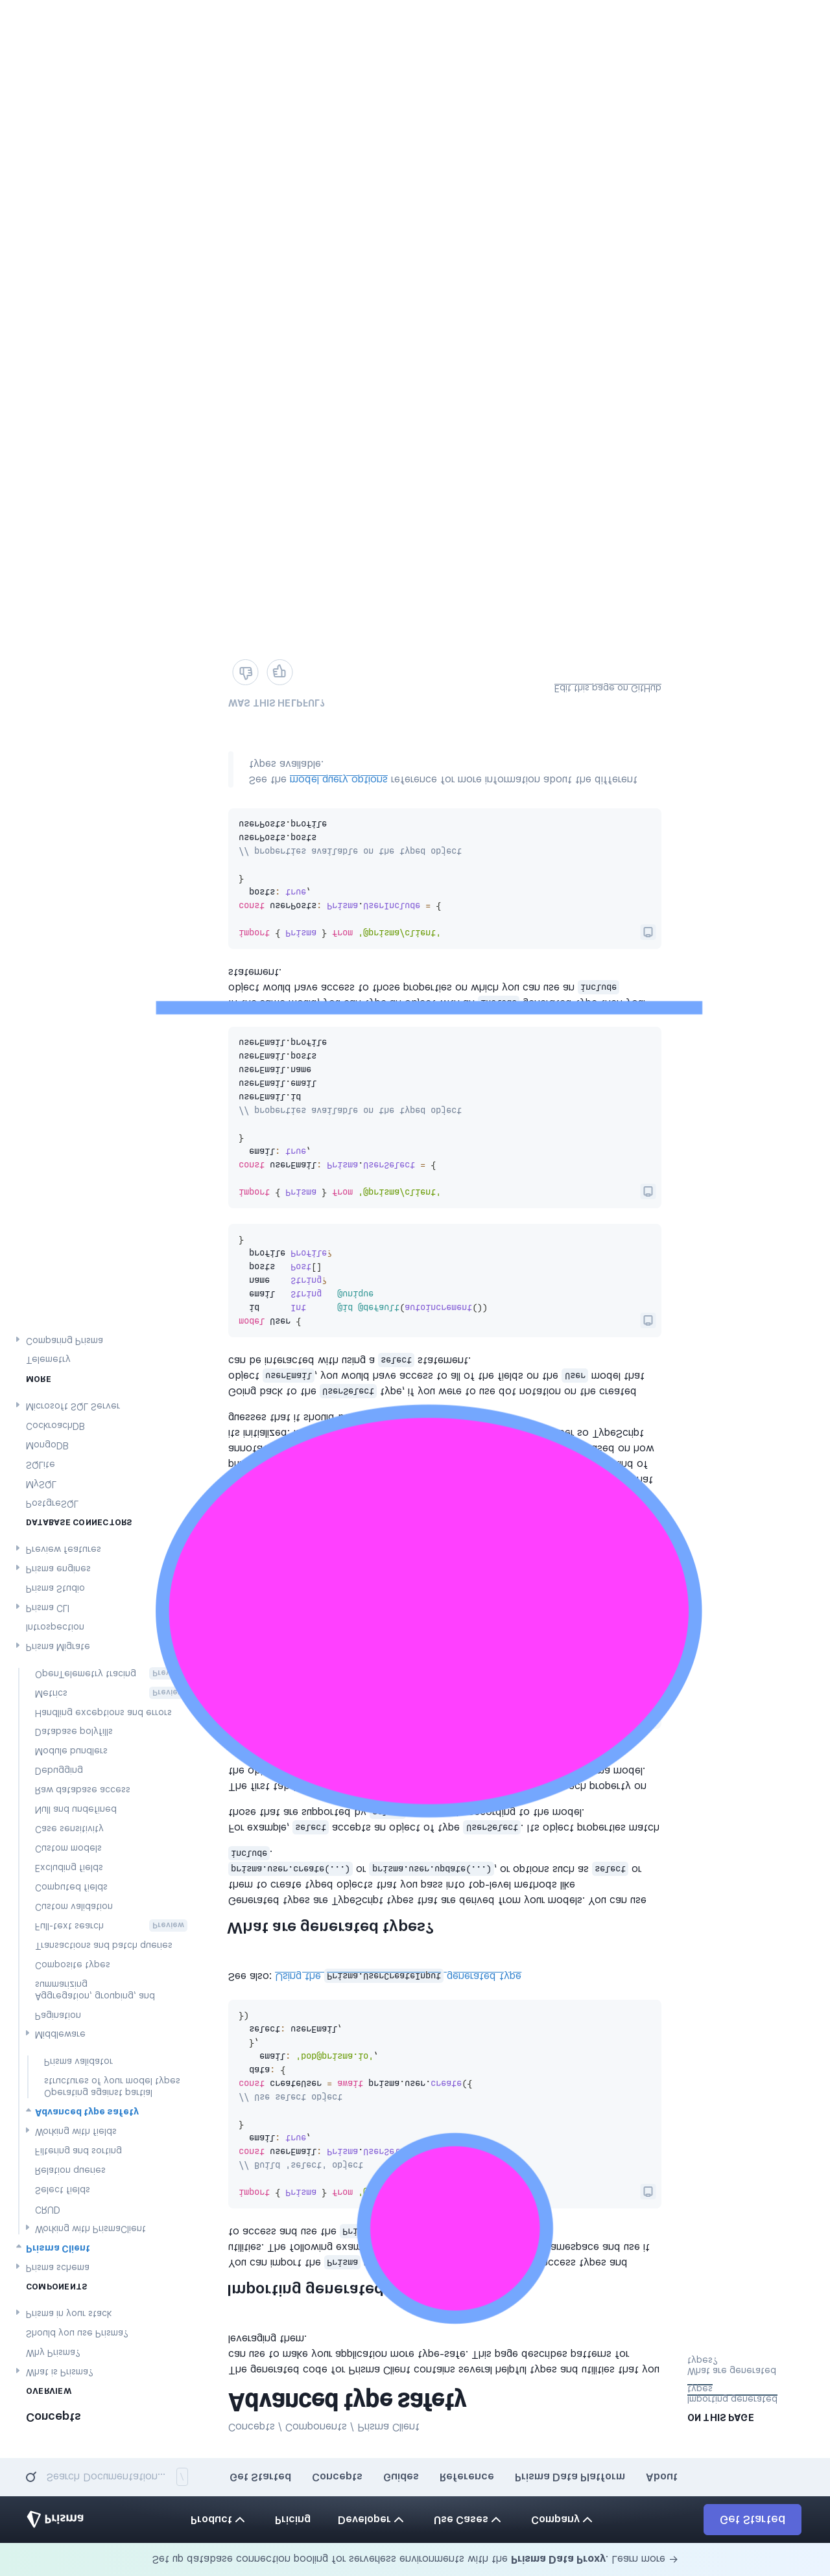 Set up database connection pooling for serverless environments with the Prisma Data Proxy. Learn more →
Prisma
Product
Pricing
Developer
Use Cases
Company
Get Started
Search Documentation... /
Get Started
Concepts
Guides
Reference
Prisma Data Platform
About
Concepts
OVERVIEW
What is Prisma?
Why Prisma?
Should you use Prisma?
Prisma in your stack
COMPONENTS
Prisma schema
Prisma Client
Working with PrismaClient
CRUD
Select fields
Relation queries
Filtering and sorting
Working with fields
Advanced type safety
Operating against partial
structures of your model types
Prisma validator
Middleware
Pagination
Aggregation, grouping, and
summarizing
Composite types
Transactions and batch queries
Full-text search Preview
Custom validation
Computed fields
Excluding fields
Custom models
Case sensitivity
Null and undefined
Raw database access
Debugging
Module bundlers
Database polyfills
Handling exceptions and errors
Metrics
OpenTelemetry tracing
Prisma Migrate
Introspection
Prisma CLI
Prisma Studio
Prisma engines
Preview features
DATABASE CONNECTORS
PostgreSQL
MySQL
SQLite
MongoDB
CockroachDB
Microsoft SQL Server
MORE
Telemetry
Comparing Prisma
Concepts / Components / Prisma Client
Advanced type safety
The generated code for Prisma Client contains several helpful types and utilities that you
can use to make your application more type-safe. This page describes patterns for
leveraging them.
Importing generated
You can import the Prisma access types and
utilities. The following namespace and use it
to access and use the
import { Prisma } from
// Build 'select' object
const userEmail: Prisma.
email: true,
}
// Use select object
const createUser = await prisma.user.create({
data: {
email: 'bob@prisma.io',
},
select: userEmail,
})
See also: Using the Prisma.UserCreateInput generated type
What are generated types?
Generated types are TypeScript types that are derived from your models. You can use
them to create typed objects that you pass into top-level methods like
prisma.user.create(...) or prisma.user.update(...), or options such as select or
include.
For example, select accepts an object of type UserSelect. Its object properties match
those that are supported by according to the model.
The first each property on
the model.
of
based on how
its so TypeScript
guesses that it should
Going back to the UserSelect type, if you were to use dot notation on the created
object userEmail, you would have access to all of the fields on the User model that
can be interacted with using a select statement.
model User {
id Int @id @default(autoincrement())
email String @unique
name String?
posts Post[]
profile Profile?
}
import { Prisma } from '@prisma/client'
const userEmail: Prisma.UserSelect = {
email: true,
}
// properties available on the typed object
userEmail.id
userEmail.email
userEmail.name
userEmail.posts
userEmail.profile
object would have access to those properties on which you can use an include
statement.
import { Prisma } from '@prisma/client'
const userPosts: Prisma.UserInclude = {
posts: true,
}
// properties available on the typed object
userPosts.posts
userPosts.profile
See the model query options reference for more information about the different
types available.
WAS THIS HELPFUL?
Edit this page on GitHub
ON THIS PAGE
Importing generated
types
What are generated
types?